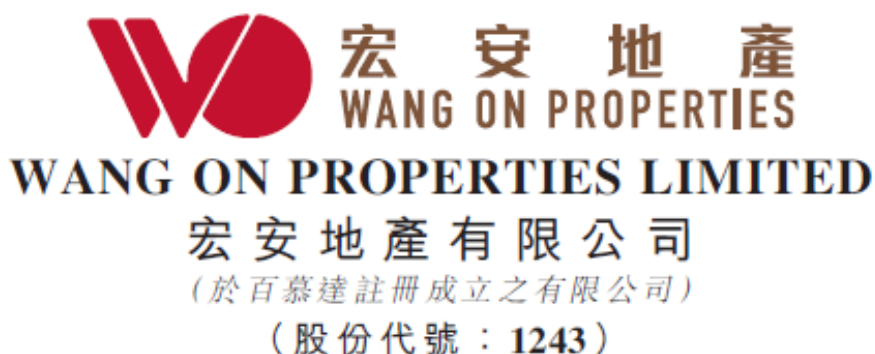 宏安地產
WANG ON PROPERTIES
WANG ON PROPERTIES LIMITED
宏安地產有限公司
(於百慕達註冊成立之有限公司)
（股份代號：1243）